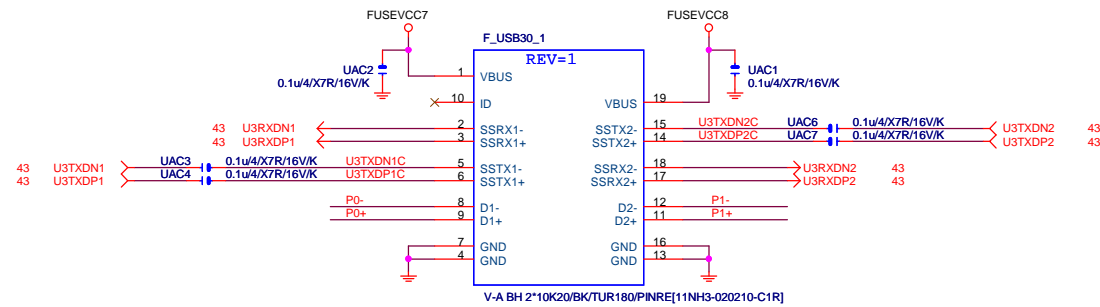 FUSEVCC7 FUSEVCC8
F_USB30_1
REV=1
UAC2 0.1u/4/X7R/16V/K
UAC1 0.1u/4/X7R/16V/K
1 VBUS
10 ID VBUS 19
43 U3RXDN1 2 SSRX1- SSTX2- 15 U3TXDN2C UAC6 0.1u/4/X7R/16V/K U3TXDN2 43
43 U3RXDP1 3 SSRX1+ SSTX2+ 14 U3TXDP2C UAC7 0.1u/4/X7R/16V/K U3TXDP2 43
43 U3TXDN1 UAC3 0.1u/4/X7R/16V/K U3TXDN1C 5 SSTX1- SSRX2- 18 U3RXDN2 43
43 U3TXDP1 UAC4 0.1u/4/X7R/16V/K U3TXDP1C 6 SSTX1+ SSRX2+ 17 U3RXDP2 43
P0- 8 D1- D2- 12 P1-
P0+ 9 D1+ D2+ 11 P1+
7 GND GND 16
4 GND GND 13
V-A BH 2*10K20/BK/TUR180/PINRE[11NH3-020210-C1R]